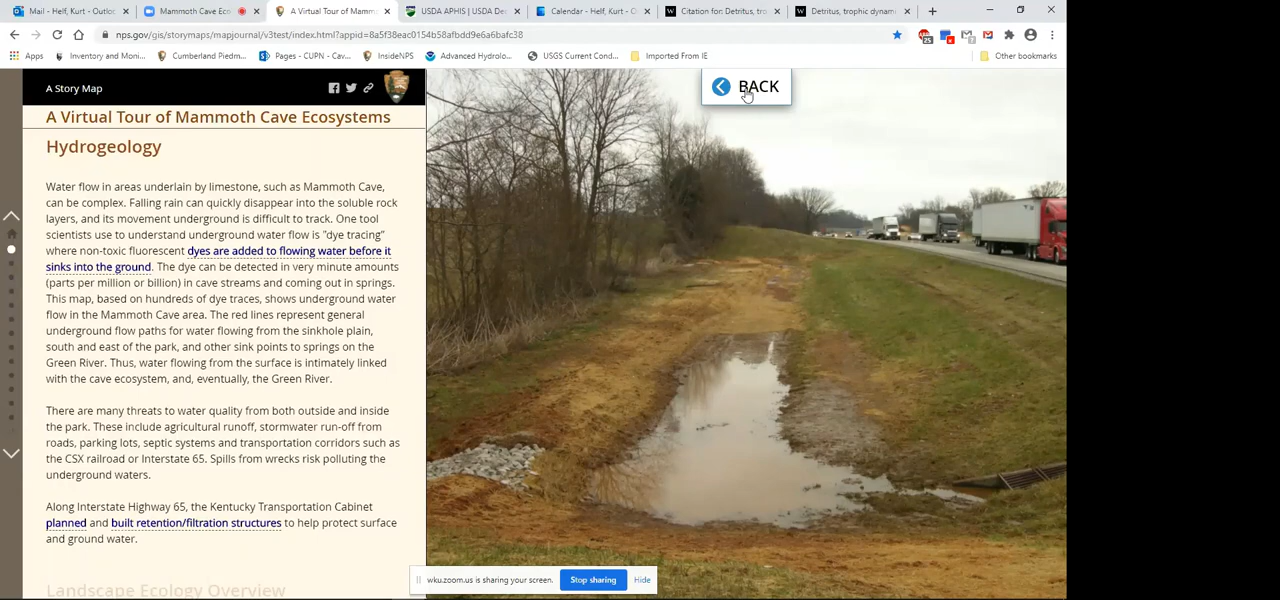 Mail - Helf, Kurt - Outloo
Mammoth Cave Eco
A Virtual Tour of Mamm
USDA APHIS | USDA De
Calendar - Helf, Kurt - O
Citation for: Detritus, tro
Detritus, trophic dynami
nps.gov/gis/storymaps/mapjournal/v3test/index.html?appid=8a5f38eac0154b58afbdd9e6a6bafc38
25
Apps
Inventory and Moni...
Cumberland Piedm...
Pages - CUPN - Cav...
InsideNPS
Advanced Hydrolo...
USGS Current Cond...
Imported From IE
Other bookmarks
A Story Map
BACK
A Virtual Tour of Mammoth Cave Ecosystems
Hydrogeology
Water flow in areas underlain by limestone, such as Mammoth Cave,
can be complex. Falling rain can quickly disappear into the soluble rock
layers, and its movement underground is difficult to track. One tool
scientists use to understand underground water flow is "dye tracing"
where non-toxic fluorescent dyes are added to flowing water before it
sinks into the ground. The dye can be detected in very minute amounts
(parts per million or billion) in cave streams and coming out in springs.
This map, based on hundreds of dye traces, shows underground water
flow in the Mammoth Cave area. The red lines represent general
underground flow paths for water flowing from the sinkhole plain,
south and east of the park, and other sink points to springs on the
Green River. Thus, water flowing from the surface is intimately linked
with the cave ecosystem, and, eventually, the Green River.
There are many threats to water quality from both outside and inside
the park. These include agricultural runoff, stormwater run-off from
roads, parking lots, septic systems and transportation corridors such as
the CSX railroad or Interstate 65. Spills from wrecks risk polluting the
underground waters.
Along Interstate Highway 65, the Kentucky Transportation Cabinet
planned and built retention/filtration structures to help protect surface
and ground water.
Landscape Ecology Overview
wku.zoom.us is sharing your screen.
Stop sharing
Hide